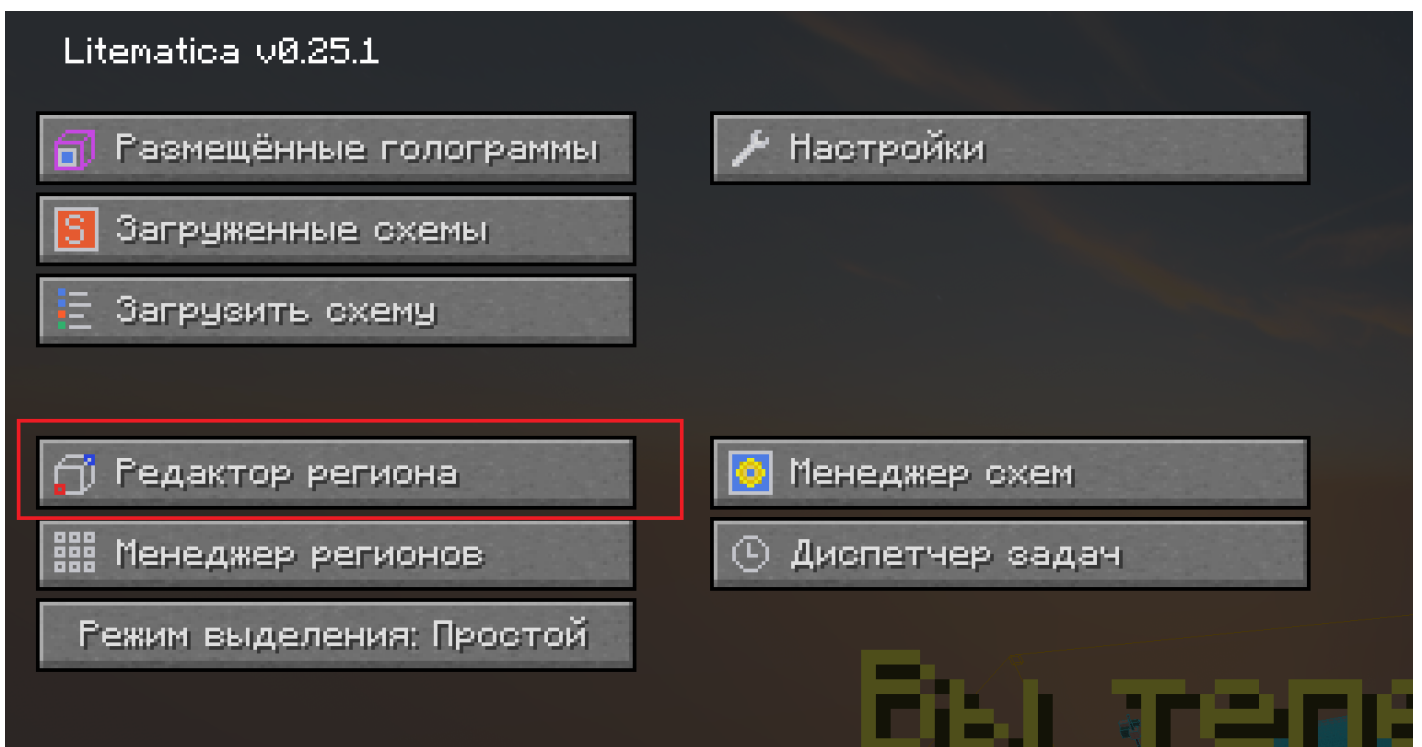 Litematica v0.25.1
Размещённые голограммы
Настройки
S Загруженные схемы
Загрузить схему
Редактор региона
Менеджер схем
Менеджер регионов
Диспетчер задач
Режим выделения: Простой
Вы